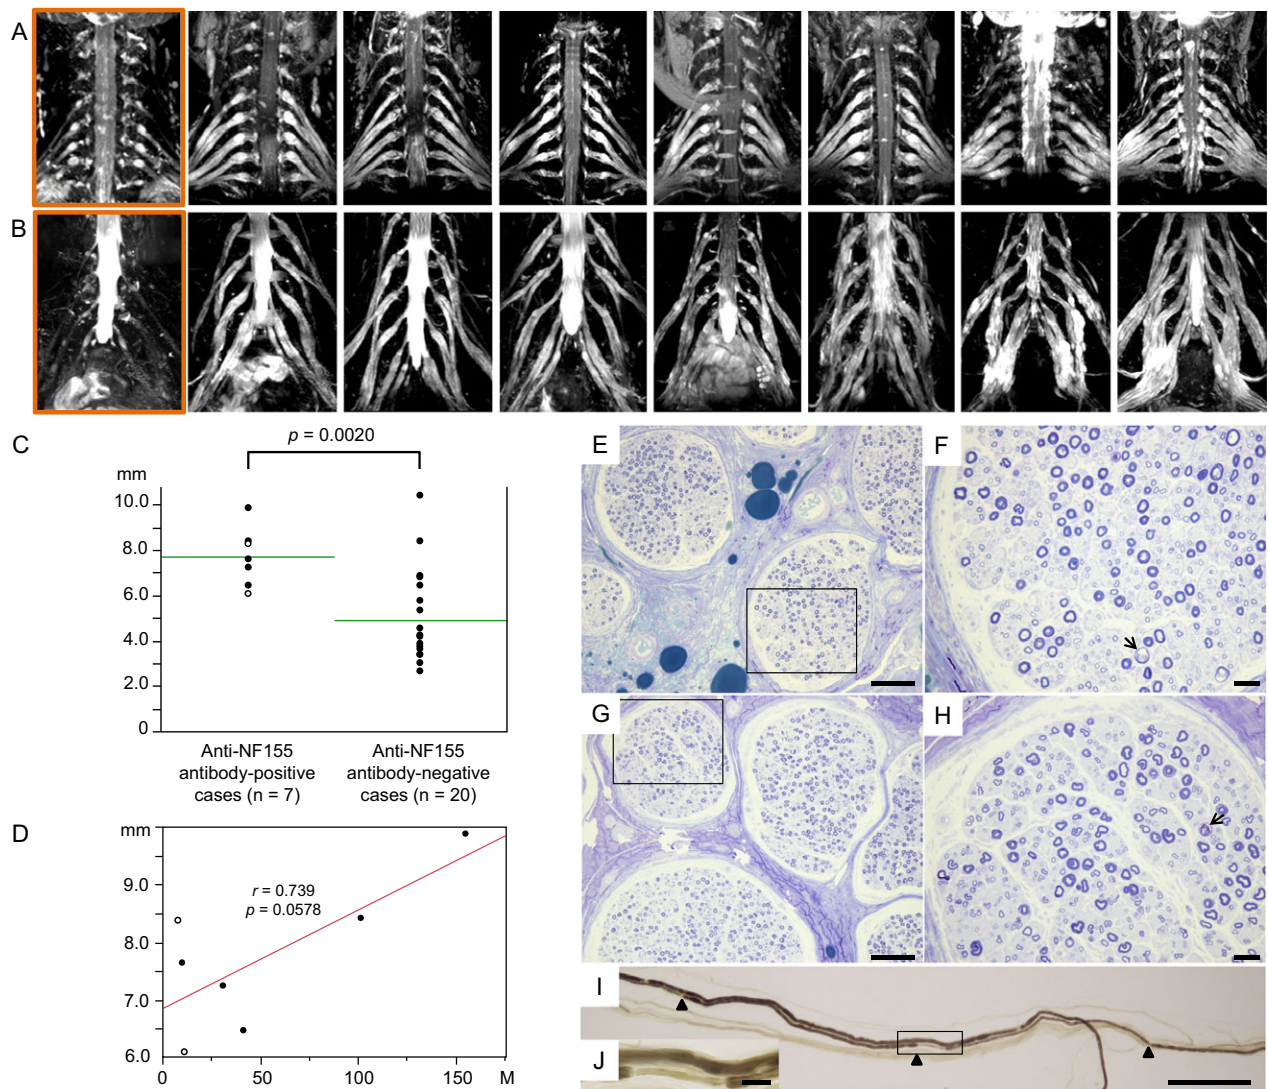 A
B
C
p = 0.0020
mm
10.0
8.0
6.0
4.0
2.0
0
Anti-NF155
antibody-positive
cases (n = 7)
Anti-NF155
antibody-negative
cases (n = 20)
D
mm
9.0
8.0
7.0
6.0
r = 0.739
p = 0.0578
0
50
100
150
M
E
F
G
H
I
J